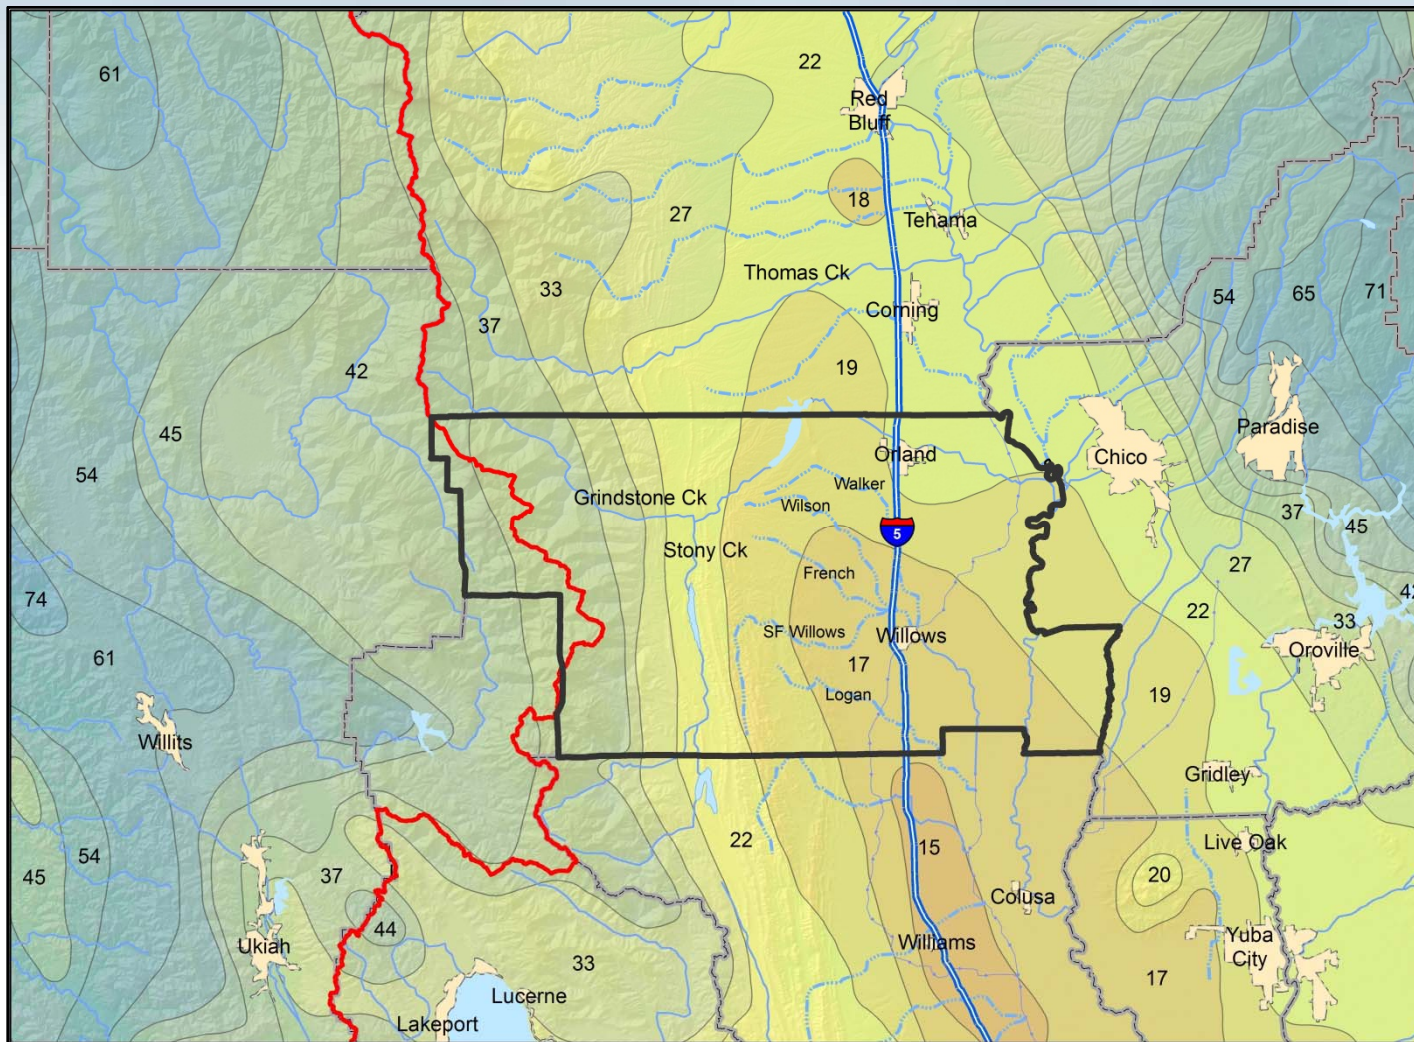 61
22
Red
Bluff
18
27
Tehama
Thomas Ck
33
54
65
71
37
Corning
42
19
45
Paradise
54
Orland
Chico
Walker
Grindstone Ck
Wilson
37
45
5
Stony Ck
27
French
74
42
22
33
SF Willows
Willows
Oroville
61
17
Logan
19
Willits
Gridley
22
15
Live Oak
54
45
37
20
Colusa
44
Ukiah
Williams
Yuba
City
33
17
Lucerne
Lakeport